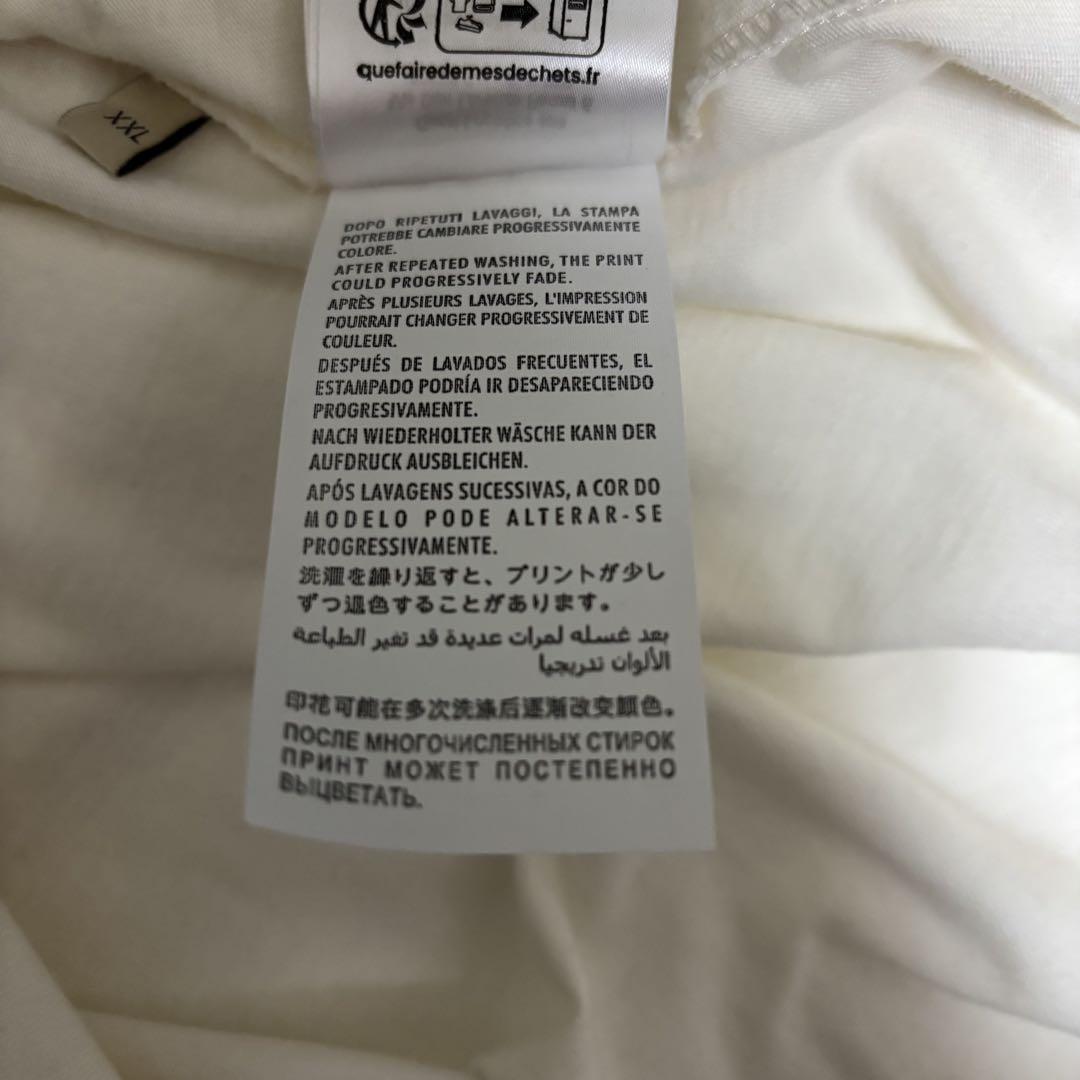 quefairedemesdechets.fr
XXL
DOPO RIPETUTI LAVAGGI, LA STAMPA
POTREBBE CAMBIARE PROGRESSIVAMENTE
COLORE.
AFTER REPEATED WASHING, THE PRINT
COULD PROGRESSIVELY FADE.
APRÈS PLUSIEURS LAVAGES, L'IMPRESSION
POURRAIT CHANGER PROGRESSIVEMENT DE
COULEUR.
DESPUÉS DE LAVADOS FRECUENTES, EL
ESTAMPADO PODRÍA IR DESAPARECIENDO
PROGRESIVAMENTE.
NACH WIEDERHOLTER WÄSCHE KANN DER
AUFDRUCK AUSBLEICHEN.
APÓS LAVAGENS SUCESSIVAS, A COR DO
MODELO PODE ALTERAR-SE
PROGRESSIVAMENTE.
洗濯を繰り返すと、プリントが少し
ずつ退色することがあります。
بعد غسله لمرات عديدة قد تغير الطباعة
الألوان تدريجيا
印花可能在多次洗涤后逐渐改变颜色。
ПОСЛЕ МНОГОЧИСЛЕННЫХ СТИРОК
ПРИНТ МОЖЕТ ПОСТЕПЕННО
ВЫЦВЕТАТЬ.